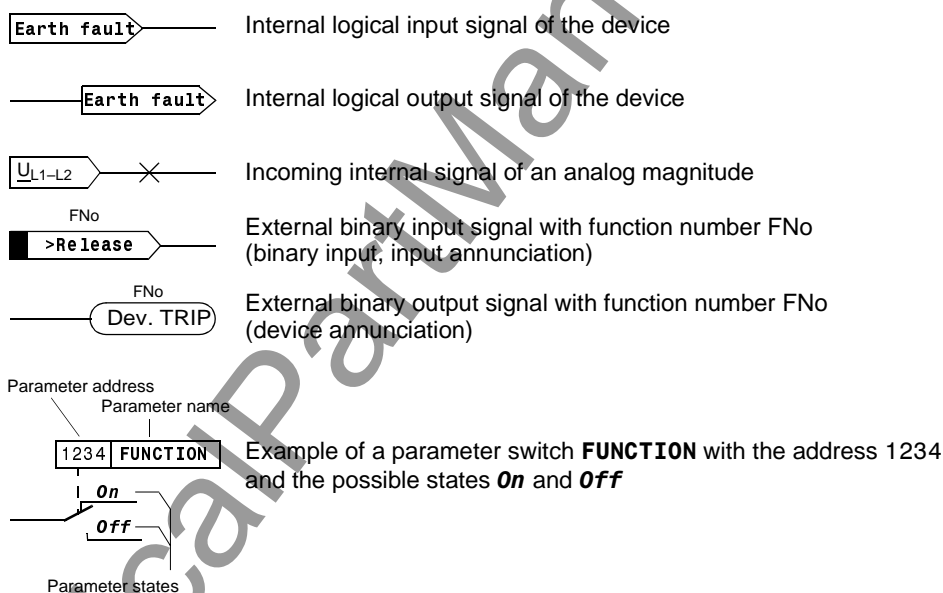 Earth fault
Internal logical input signal of the device
Earth fault
Internal logical output signal of the device
UL1–L2
Incoming internal signal of an analog magnitude
FNo
>Release
External binary input signal with function number FNo
(binary input, input annunciation)
FNo
Dev. TRIP
External binary output signal with function number FNo
(device annunciation)
Parameter address
Parameter name
1234 FUNCTION
Example of a parameter switch FUNCTION with the address 1234
and the possible states On and Off
On
Off
Parameter states